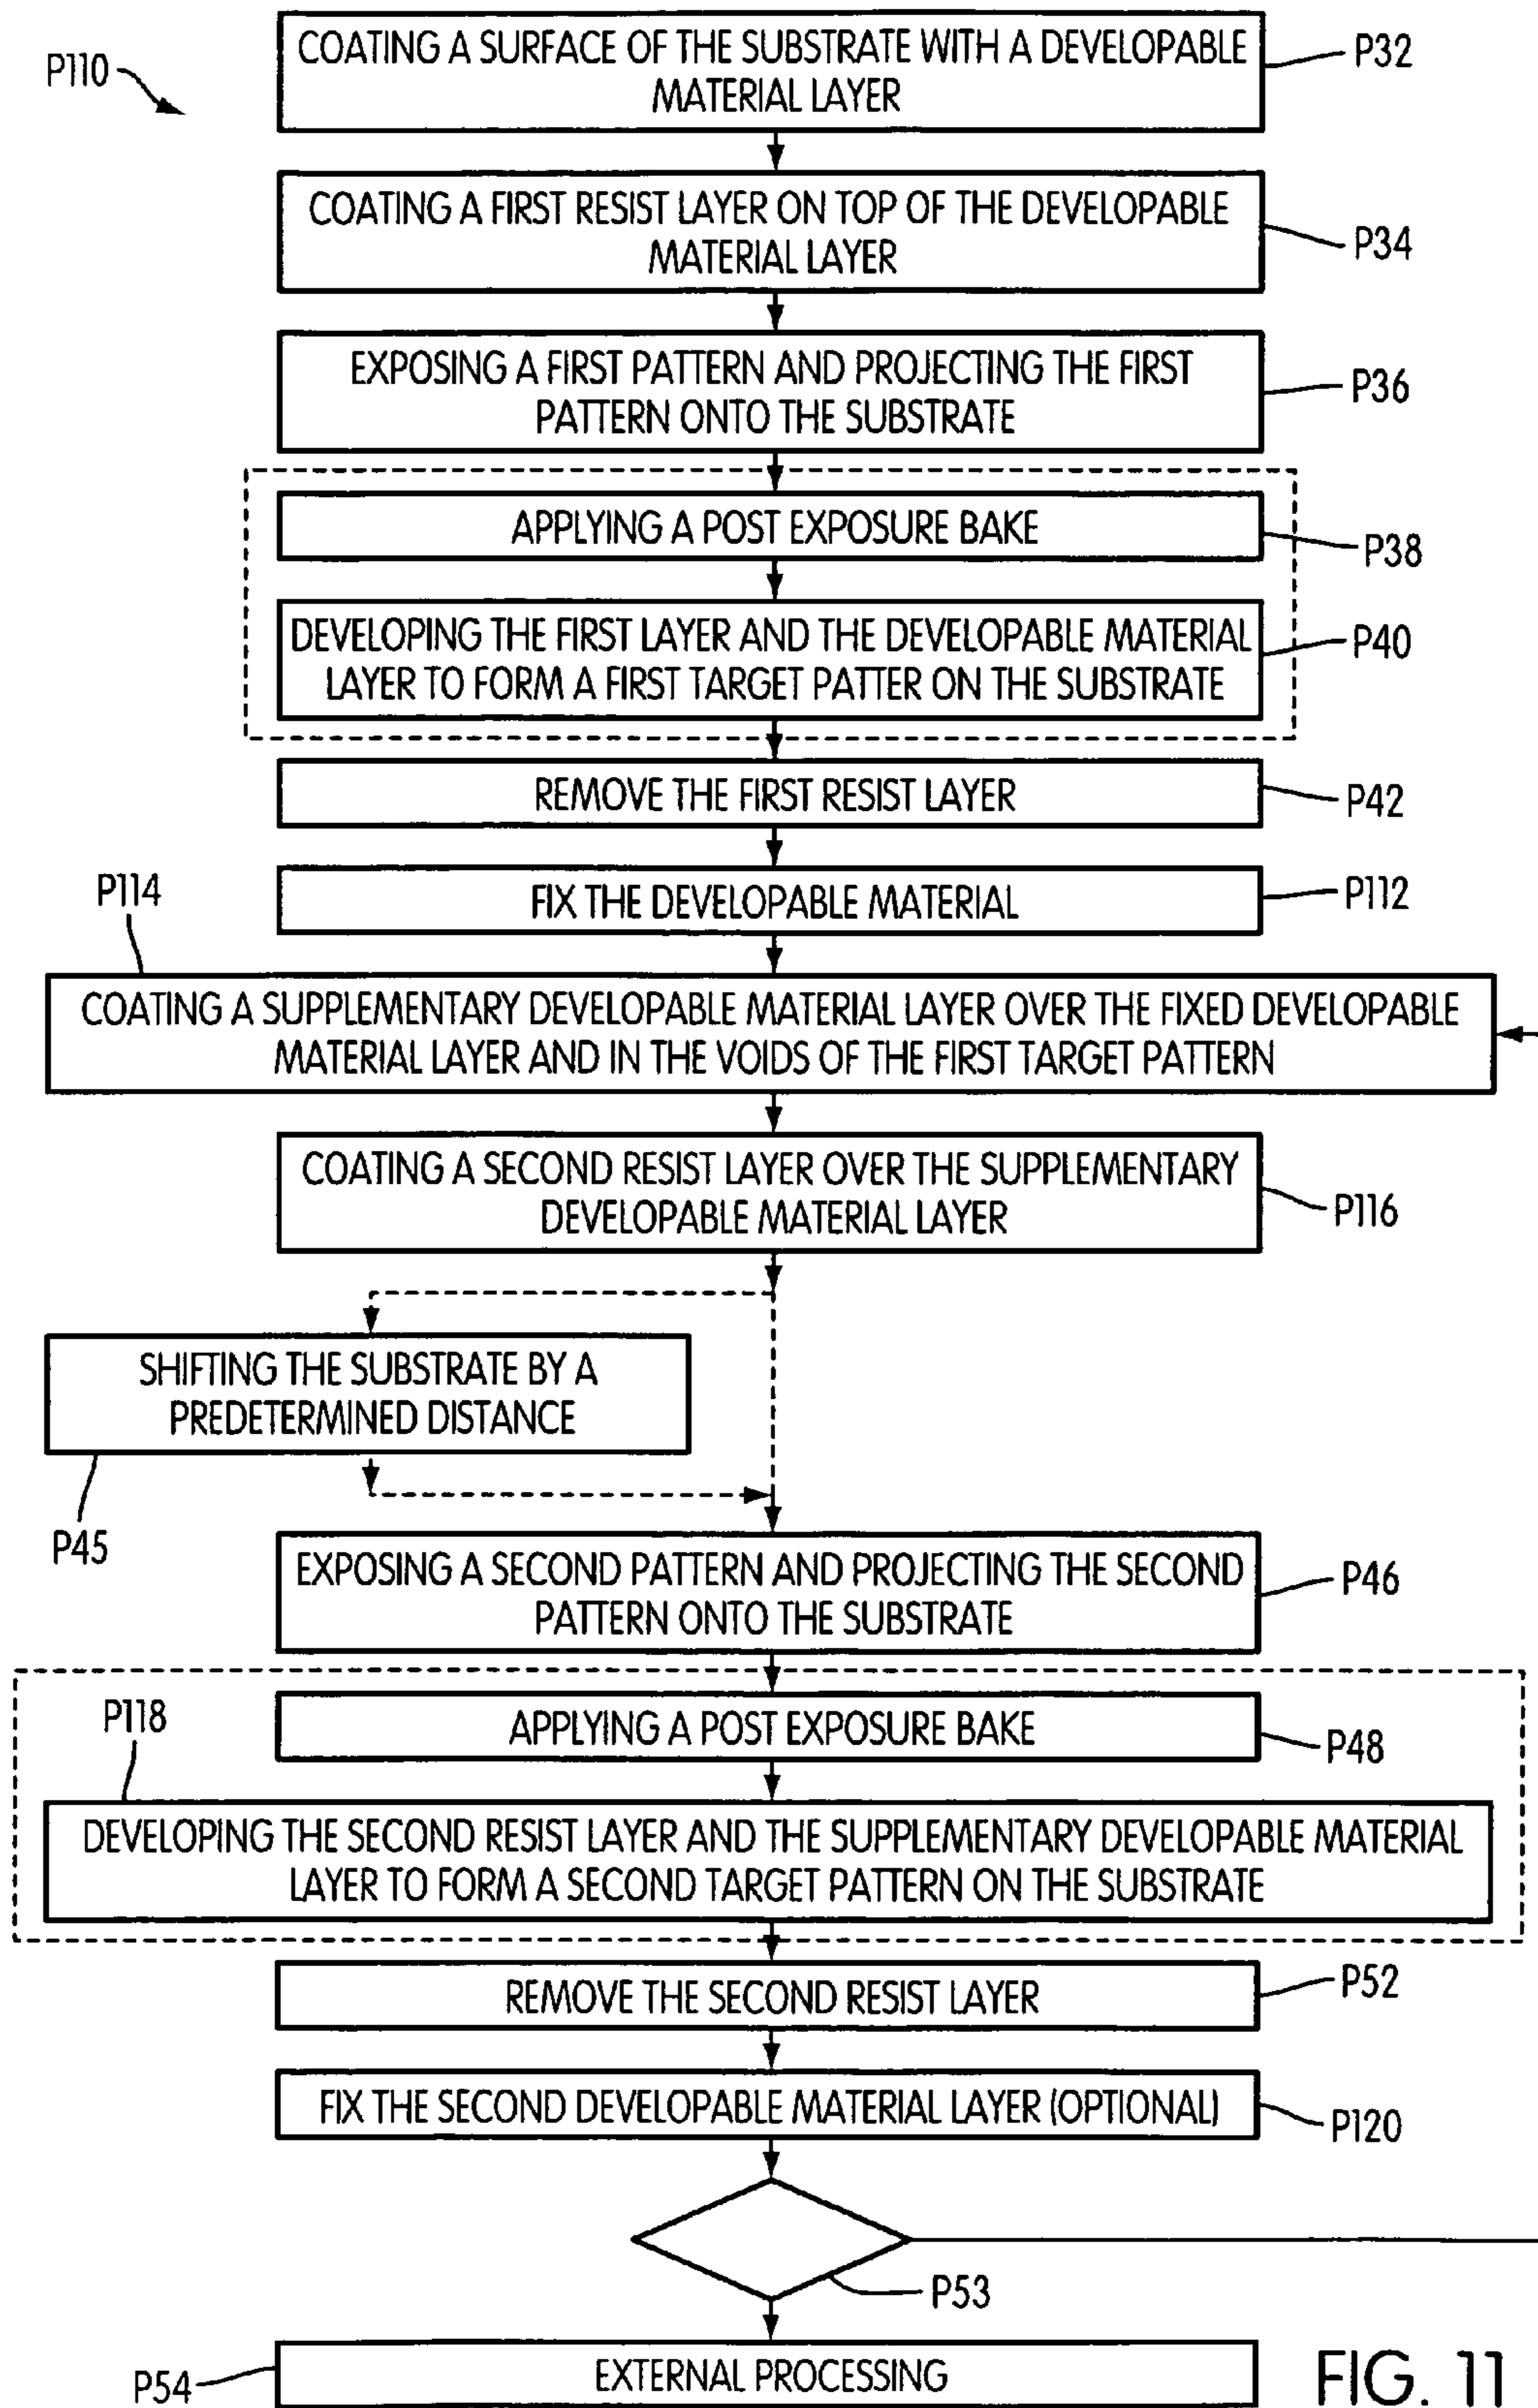 P110
COATING A SURFACE OF THE SUBSTRATE WITH A DEVELOPABLE
MATERIAL LAYER
P32
COATING A FIRST RESIST LAYER ON TOP OF THE DEVELOPABLE
MATERIAL LAYER
P34
EXPOSING A FIRST PATTERN AND PROJECTING THE FIRST
PATTERN ONTO THE SUBSTRATE
P36
APPLYING A POST EXPOSURE BAKE
P38
DEVELOPING THE FIRST LAYER AND THE DEVELOPABLE MATERIAL
LAYER TO FORM A FIRST TARGET PATTER ON THE SUBSTRATE
P40
REMOVE THE FIRST RESIST LAYER
P42
FIX THE DEVELOPABLE MATERIAL
P112
P114
COATING A SUPPLEMENTARY DEVELOPABLE MATERIAL LAYER OVER THE FIXED DEVELOPABLE
MATERIAL LAYER AND IN THE VOIDS OF THE FIRST TARGET PATTERN
COATING A SECOND RESIST LAYER OVER THE SUPPLEMENTARY
DEVELOPABLE MATERIAL LAYER
P116
SHIFTING THE SUBSTRATE BY A
PREDETERMINED DISTANCE
P45
EXPOSING A SECOND PATTERN AND PROJECTING THE SECOND
PATTERN ONTO THE SUBSTRATE
P46
APPLYING A POST EXPOSURE BAKE
P48
P118
DEVELOPING THE SECOND RESIST LAYER AND THE SUPPLEMENTARY DEVELOPABLE MATERIAL
LAYER TO FORM A SECOND TARGET PATTERN ON THE SUBSTRATE
REMOVE THE SECOND RESIST LAYER
P52
FIX THE SECOND DEVELOPABLE MATERIAL LAYER (OPTIONAL)
P120
P53
EXTERNAL PROCESSING
P54
FIG. 11